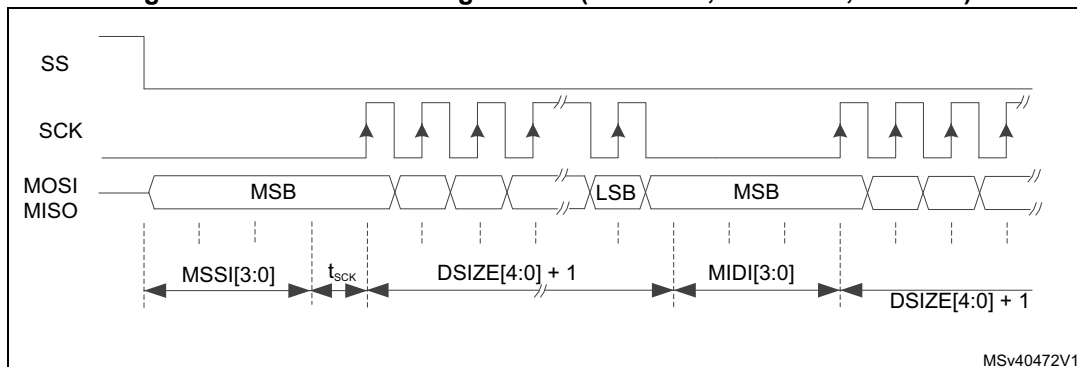 SS
SCK
MOSI
MISO
MSB
LSB
MSB
MSSI[3:0]
tSCK
DSIZE[4:0] + 1
MIDI[3:0]
DSIZE[4:0] + 1
MSv40472V1